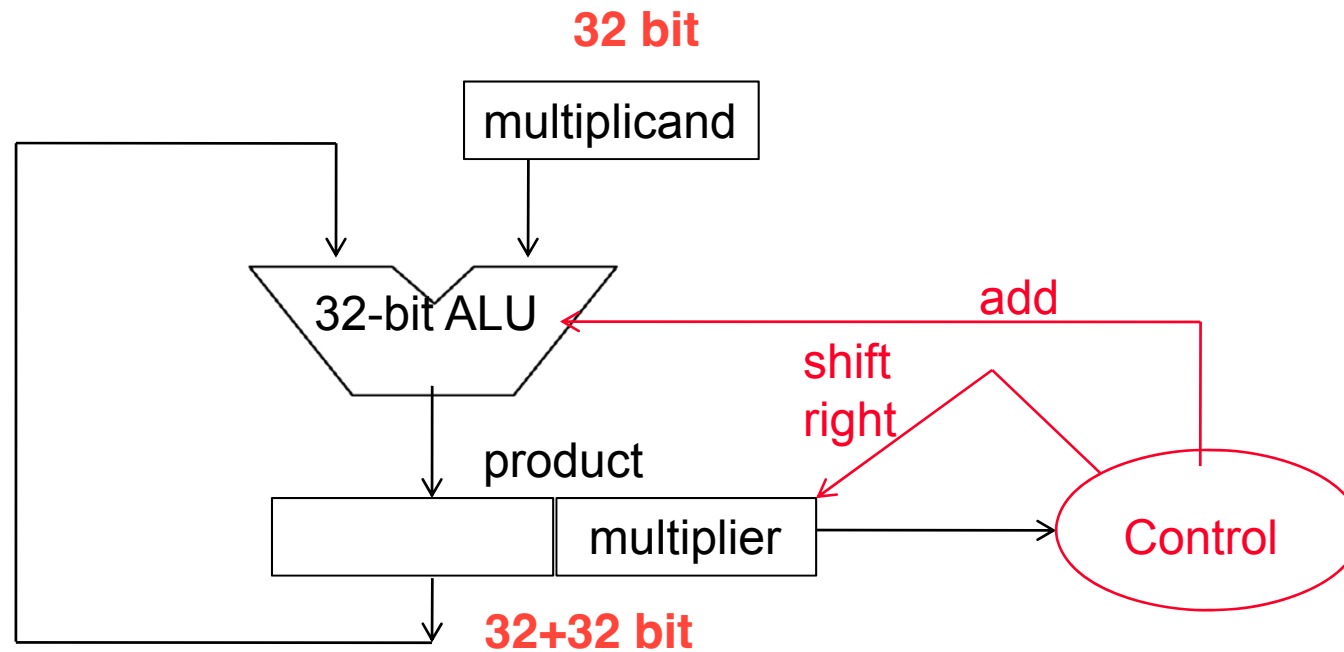 32 bit
multiplicand
32-bit ALU
add
shift
right
product
multiplier
Control
32+32 bit